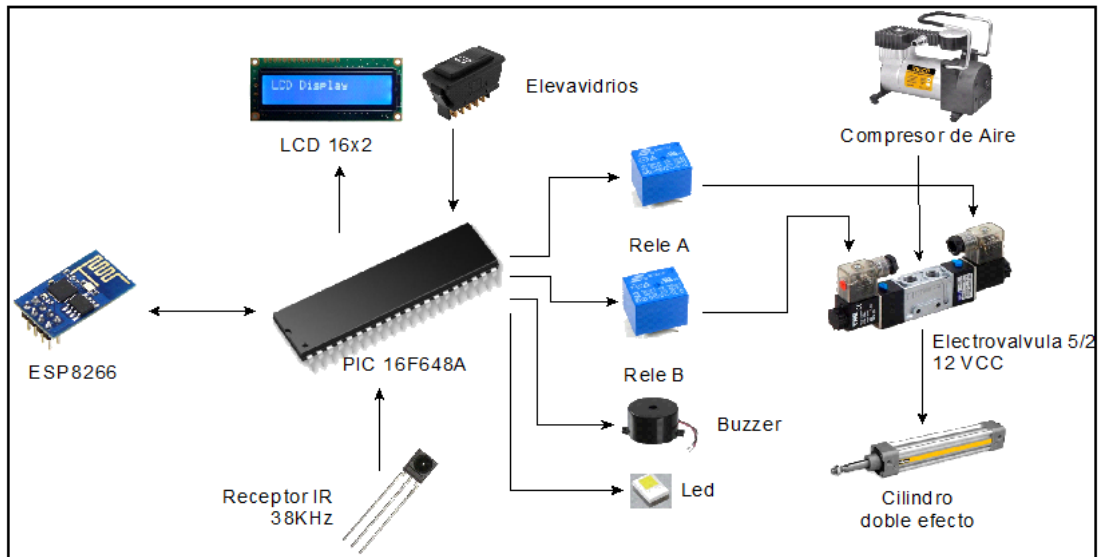 LCD Display
LCD 16x2
Elevavidrios
Compresor de Aire
Rele A
ESP8266
PIC 16F648A
Rele B
Electrovalvula 5/2
12 VCC
Buzzer
Receptor IR
38KHz
Led
Cilindro
doble efecto